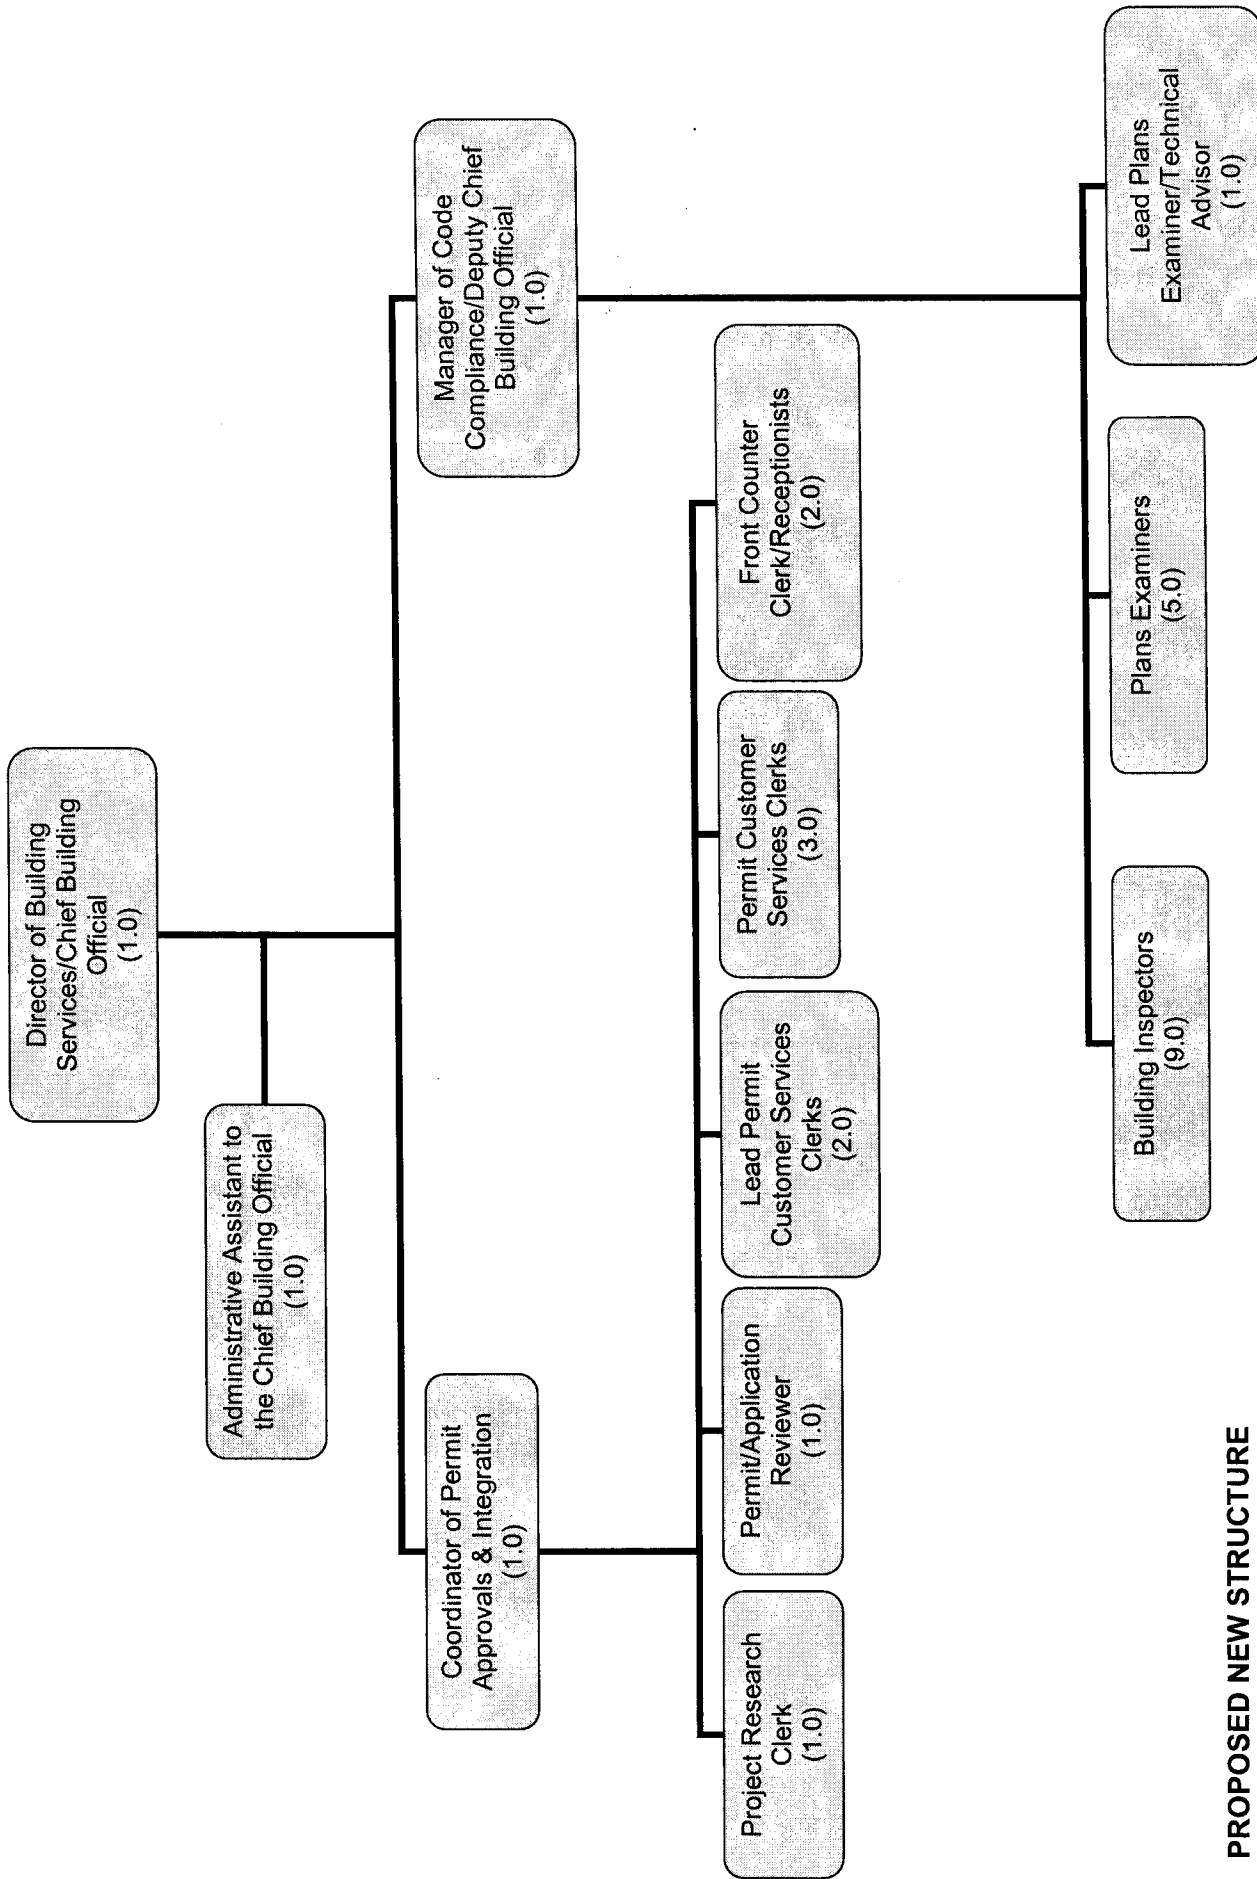 Director of Building
Services/Chief Building
Official
(1.0)
Administrative Assistant to
the Chief Building Official
(1.0)
Coordinator of Permit
Approvals & Integration
(1.0)
Manager of Code
Compliance/Deputy Chief
Building Official
(1.0)
Project Research
Clerk
(1.0)
Permit/Application
Reviewer
(1.0)
Lead Permit
Customer Services
Clerks
(2.0)
Permit Customer
Services Clerks
(3.0)
Front Counter
Clerk/Receptionists
(2.0)
Building Inspectors
(9.0)
Plans Examiners
(5.0)
Lead Plans
Examiner/Technical
Advisor
(1.0)
PROPOSED NEW STRUCTURE